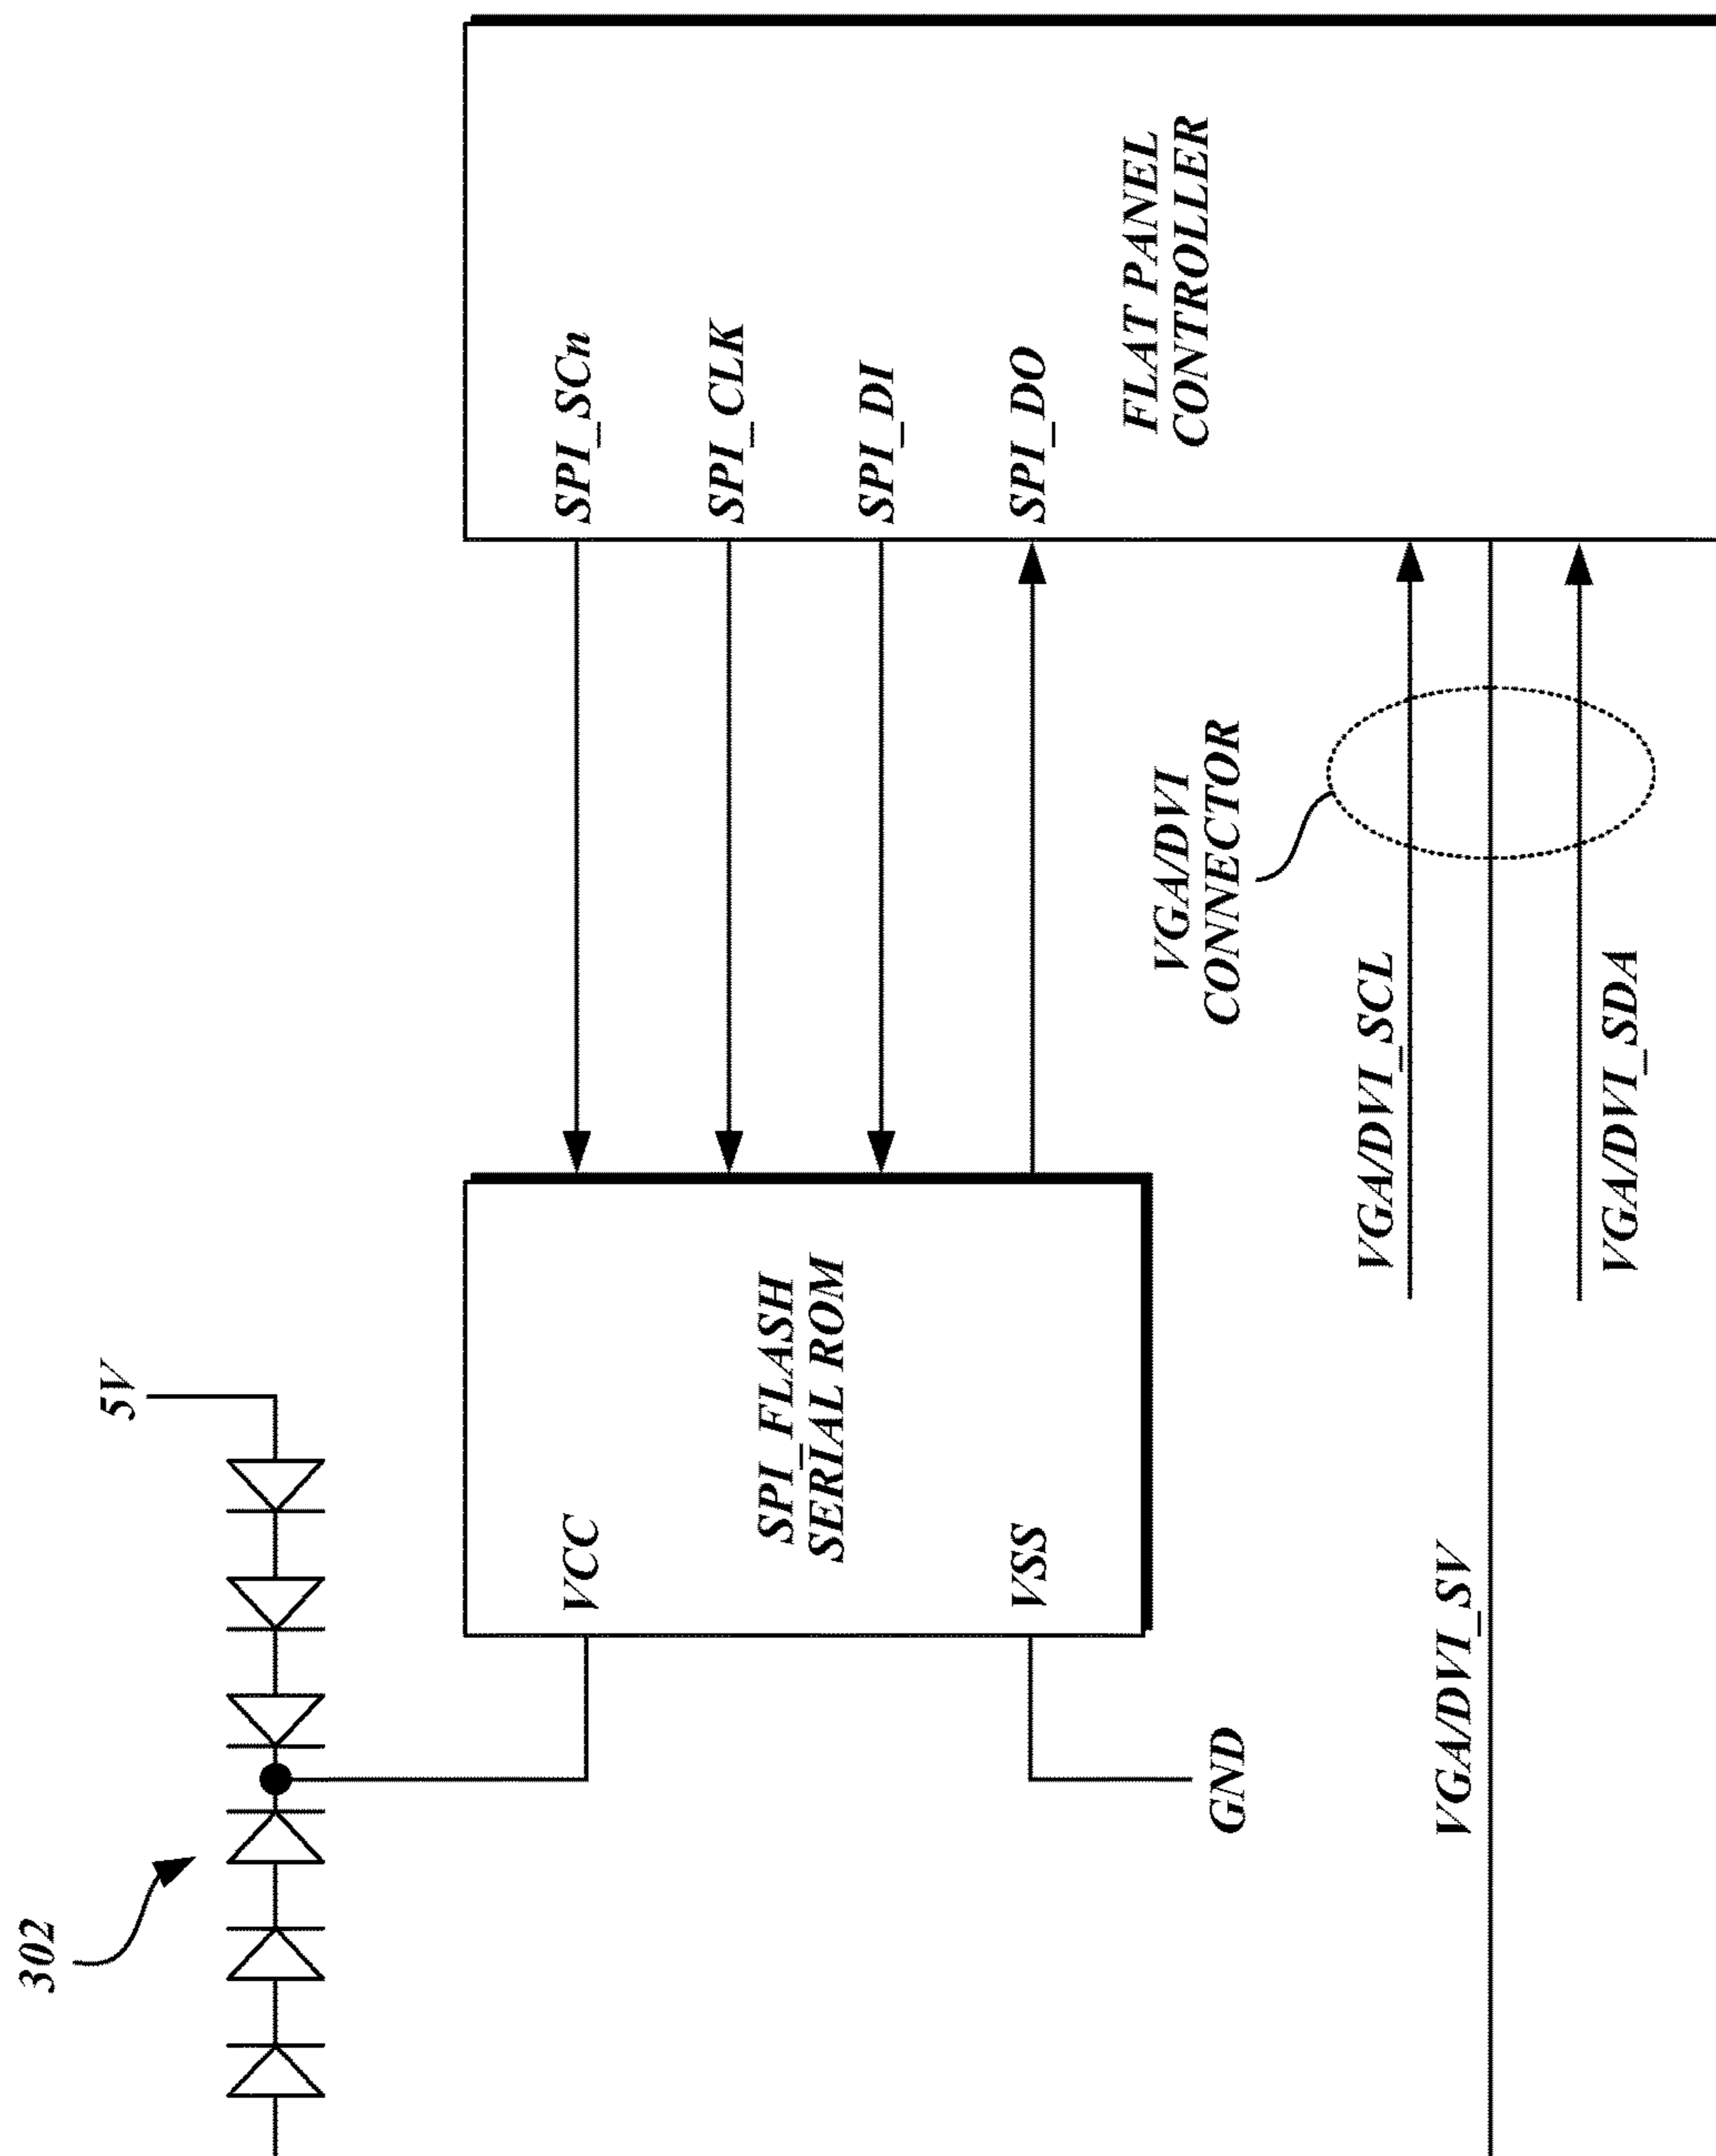 302
5V
VCC
VSS
SPI_FLASH
SERIAL ROM
GND
SPI_SCn
SPI_CLK
SPI_DI
SPI_DO
FLAT PANEL
CONTROLLER
VGA/DVI
CONNECTOR
VGA/DVI_SCL
VGA/DVI_SV
VGA/DVI_SDA